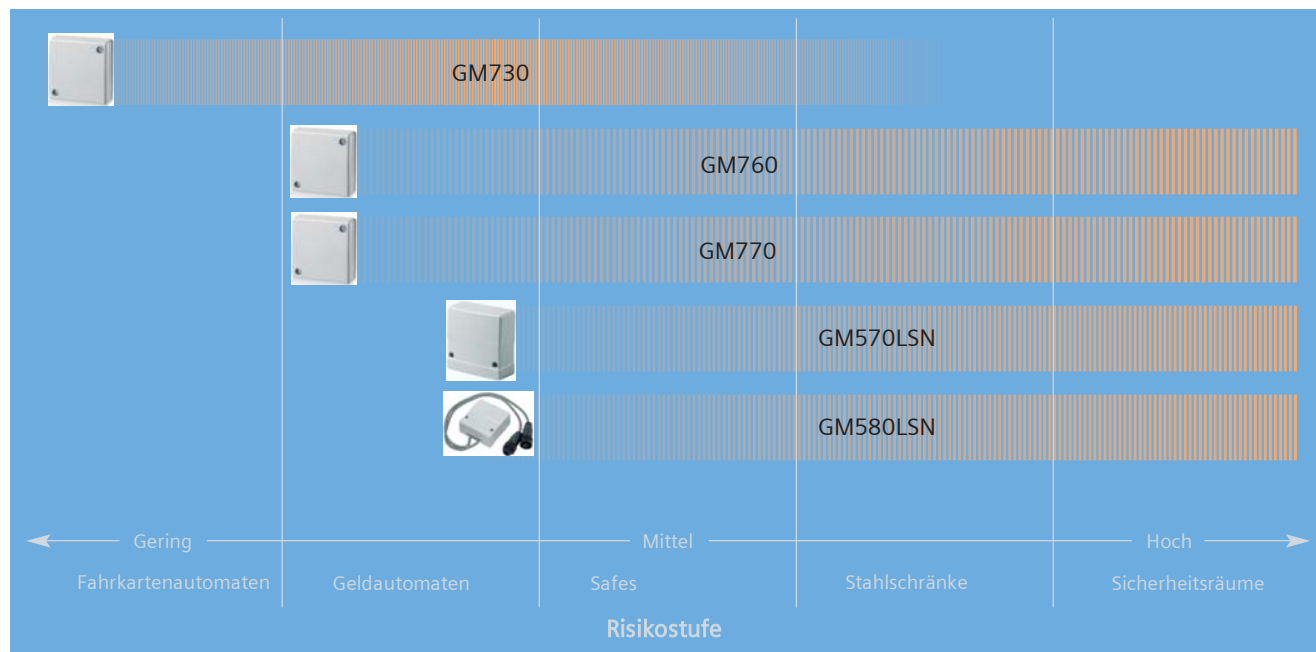 GM730
GM760
GM770
GM570LSN
GM580LSN
Gering Mittel Hoch
Fahrkartenautomaten Geldautomaten Safes Stahlschränke Sicherheitsräume
Risikostufe